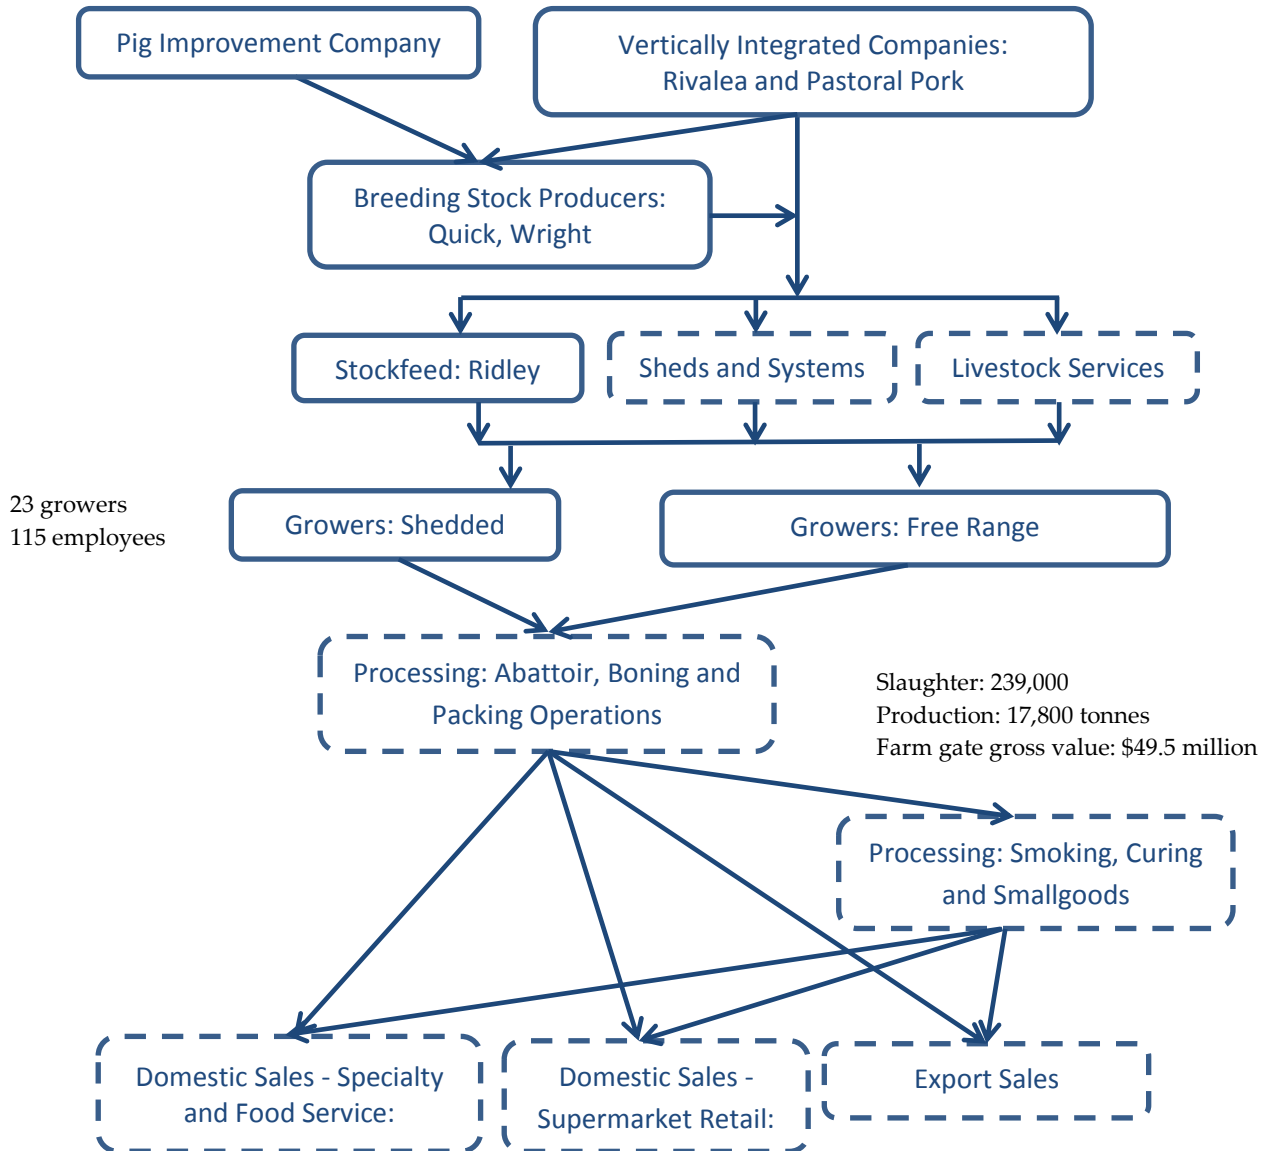 Pig Improvement Company
Vertically Integrated Companies:
Rivalea and Pastoral Pork
Breeding Stock Producers:
Quick, Wright
Stockfeed: Ridley
Sheds and Systems
Livestock Services
23 growers
115 employees
Growers: Shedded
Growers: Free Range
Processing: Abattoir, Boning and
Packing Operations
Slaughter: 239,000
Production: 17,800 tonnes
Farm gate gross value: $49.5 million
Processing: Smoking, Curing
and Smallgoods
Domestic Sales - Specialty
and Food Service:
Domestic Sales -
Supermarket Retail:
Export Sales